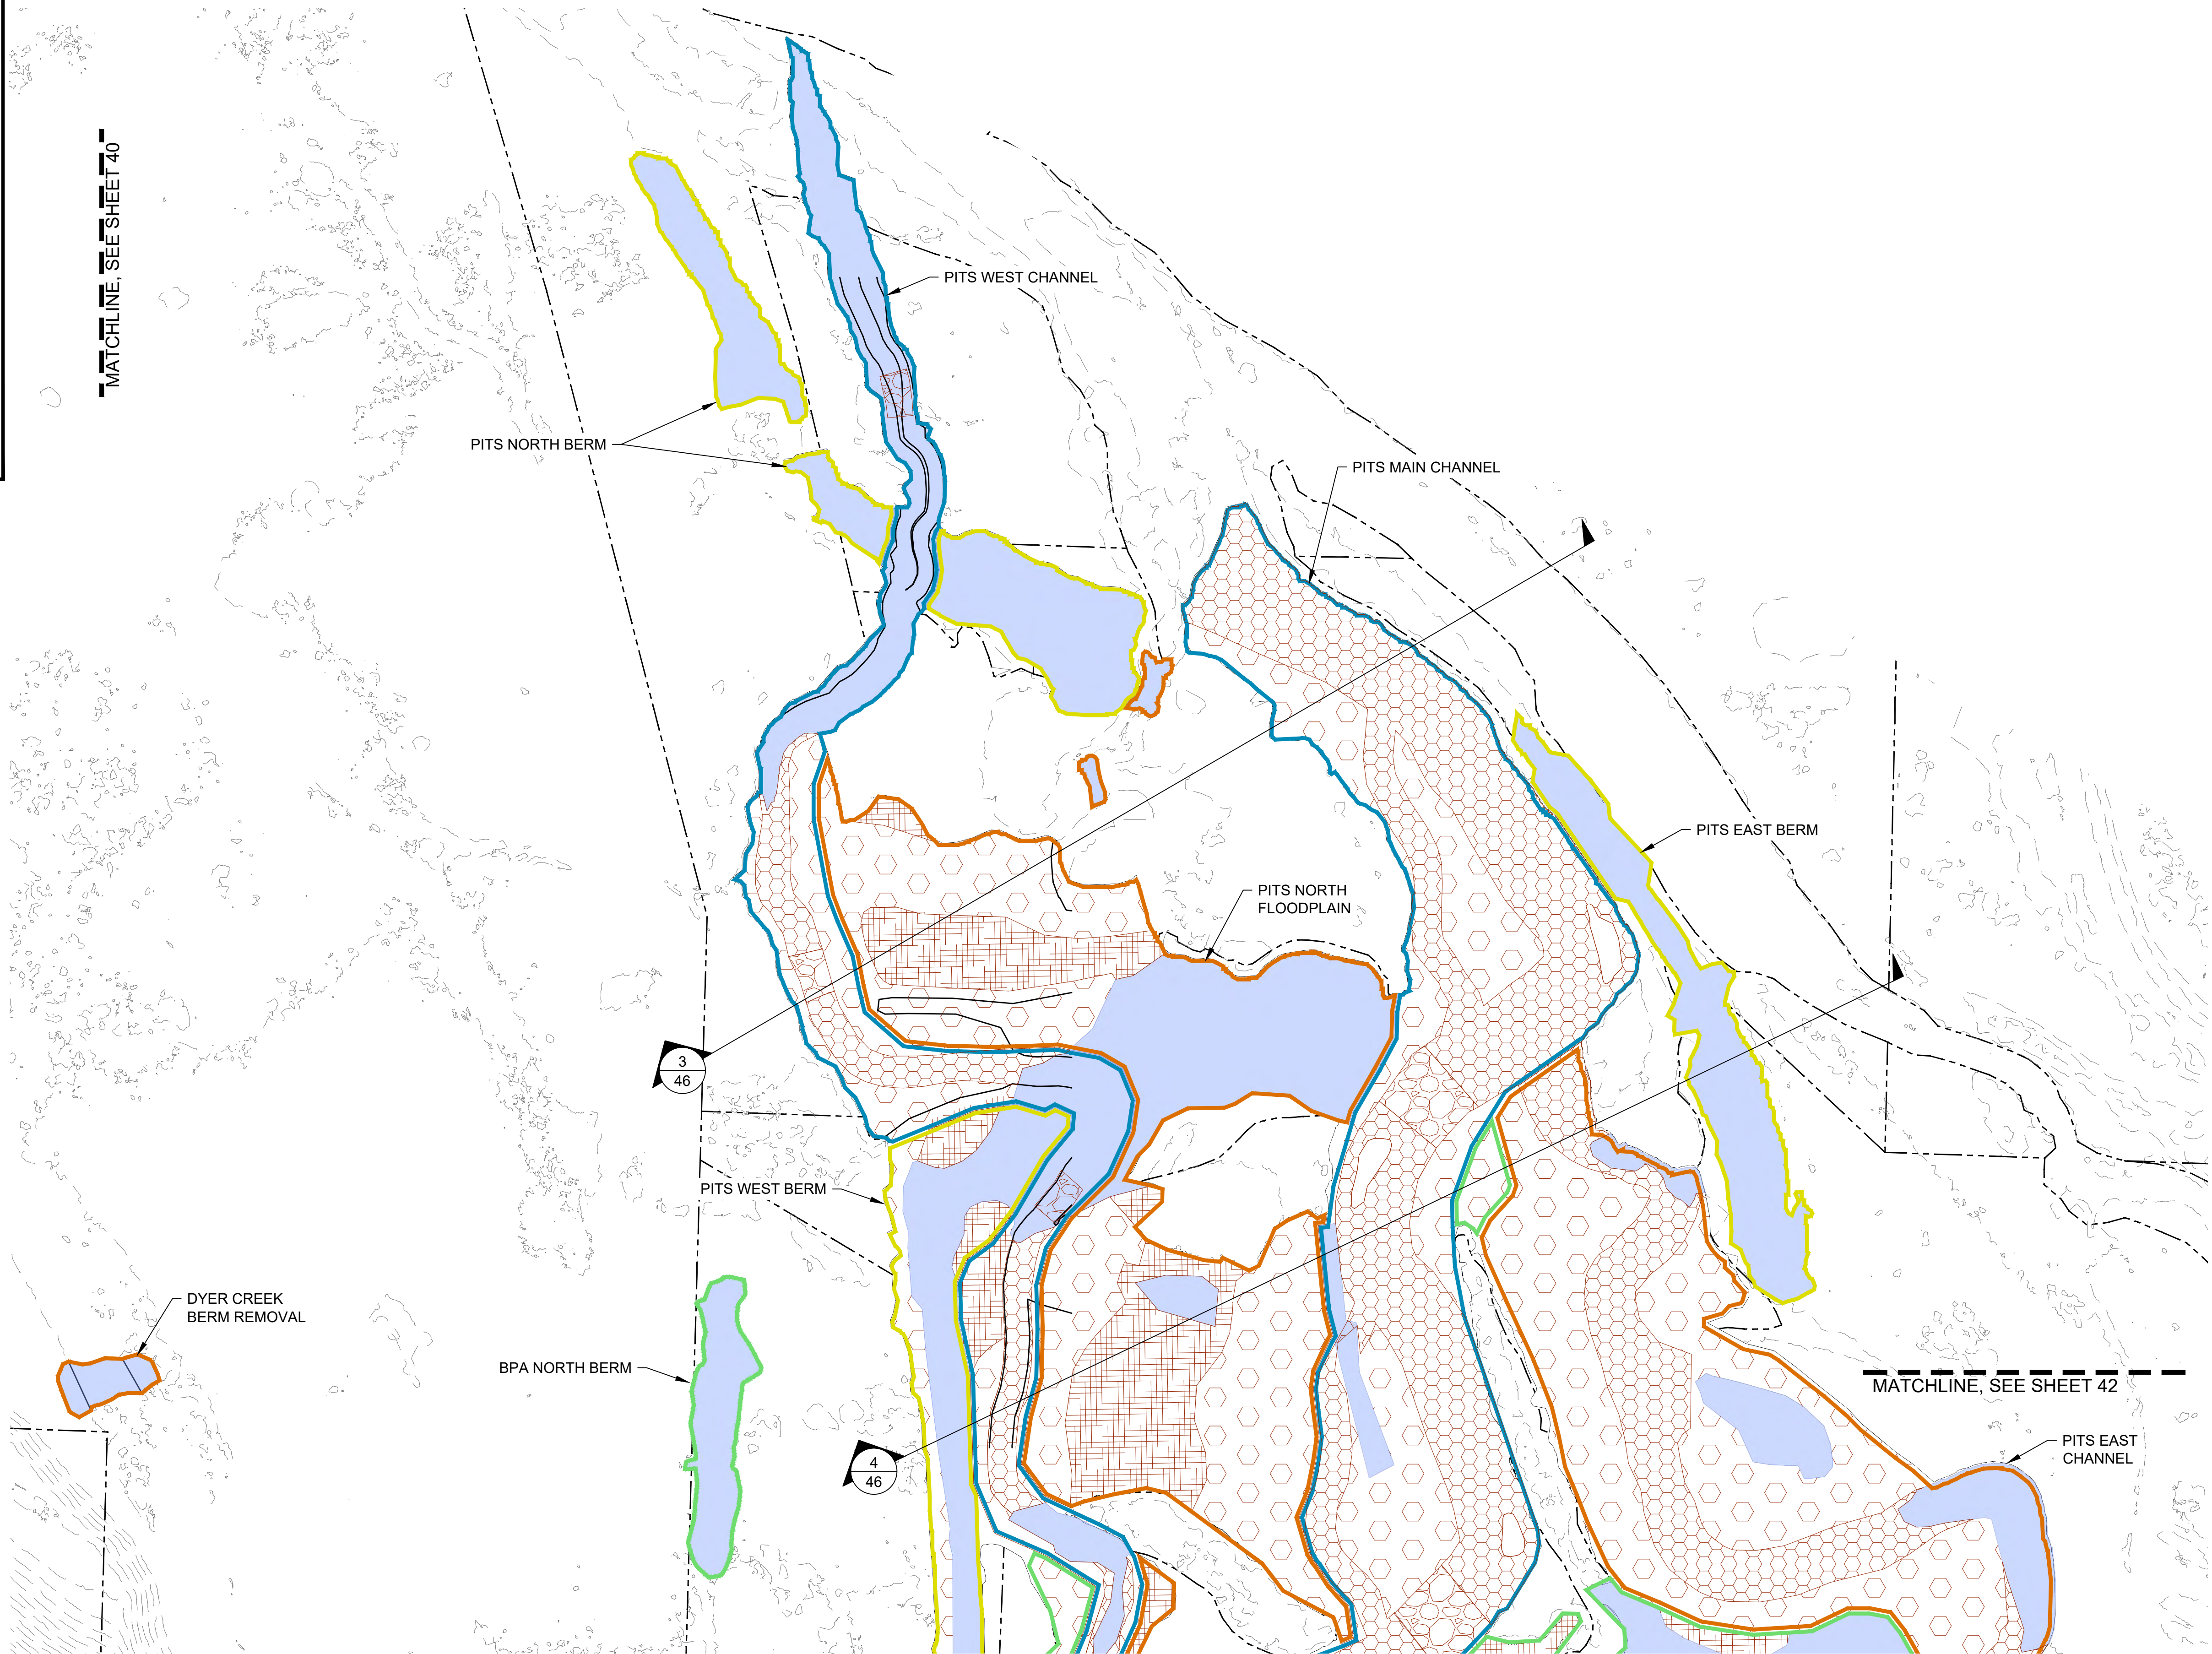 MATCHLINE, SEE SHEET 40
PITS WEST CHANNEL
PITS NORTH BERM
PITS MAIN CHANNEL
PITS EAST BERM
PITS NORTH
FLOODPLAIN
3
46
PITS WEST BERM
DYER CREEK
BERM REMOVAL
BPA NORTH BERM
MATCHLINE, SEE SHEET 42
PITS EAST
CHANNEL
4
46